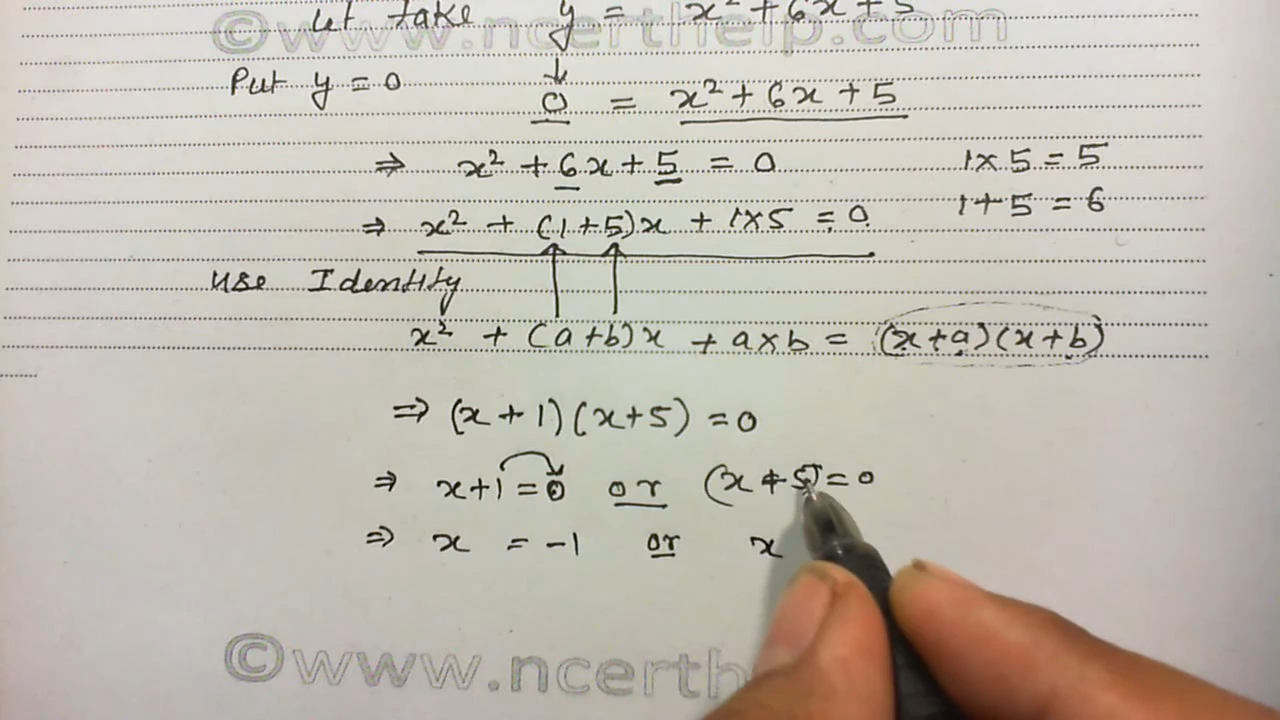 Let take y = x² + 6x + 5
©www.ncerthelp.com
Put y = 0
0 = x² + 6x + 5
⇒ x² + 6x + 5 = 0 1 × 5 = 5
⇒ x² + (1 + 5)x + 1 × 5 = 0 1 + 5 = 6
Use Identity
x² + (a + b)x + a × b = (x + a)(x + b)
⇒ (x + 1)(x + 5) = 0
⇒ x + 1 = 0 or (x + 5) = 0
⇒ x = -1 or x
©www.ncerthe